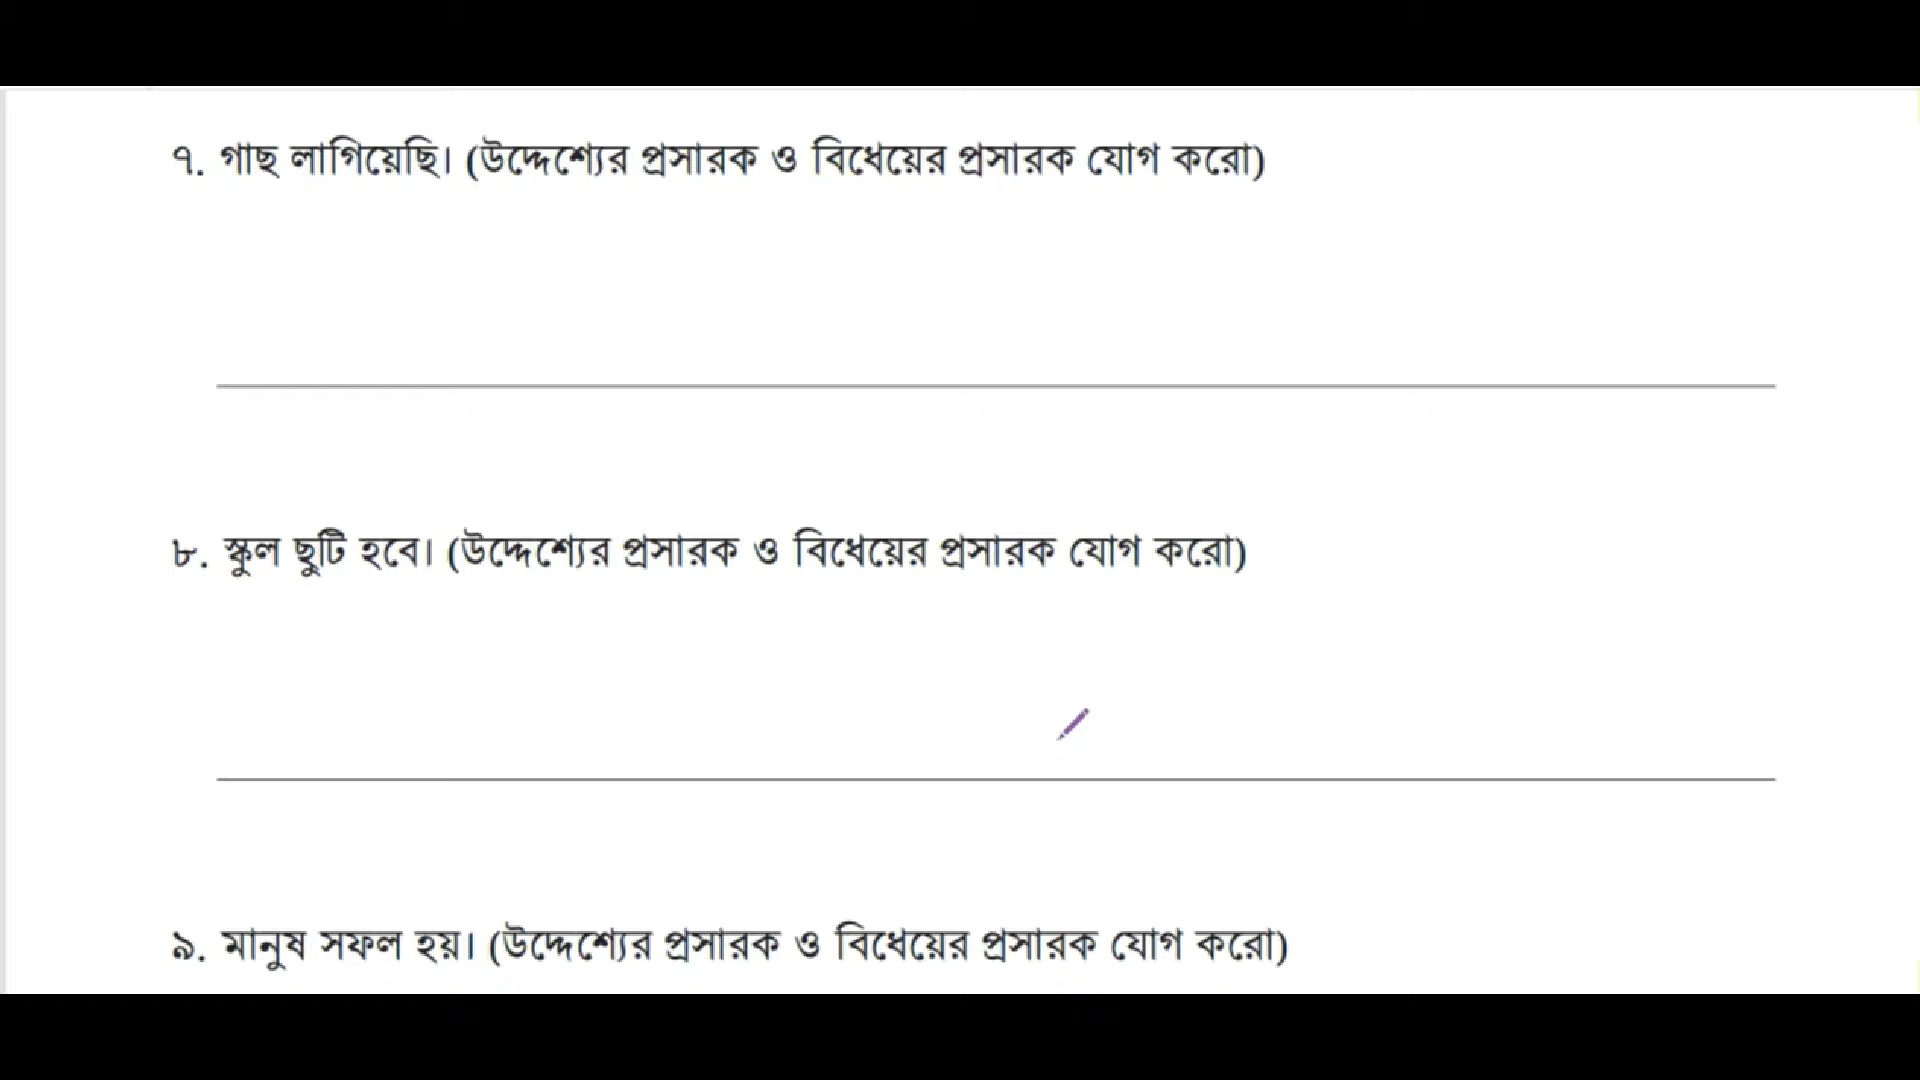 ৭. গাছ লাগিয়েছি। (উদ্দেশ্যের প্রসারক ও বিধেয়ের প্রসারক যোগ করো)
৮. স্কুল ছুটি হবে। (উদ্দেশ্যের প্রসারক ও বিধেয়ের প্রসারক যোগ করো)
৯. মানুষ সফল হয়। (উদ্দেশ্যের প্রসারক ও বিধেয়ের প্রসারক যোগ করো)